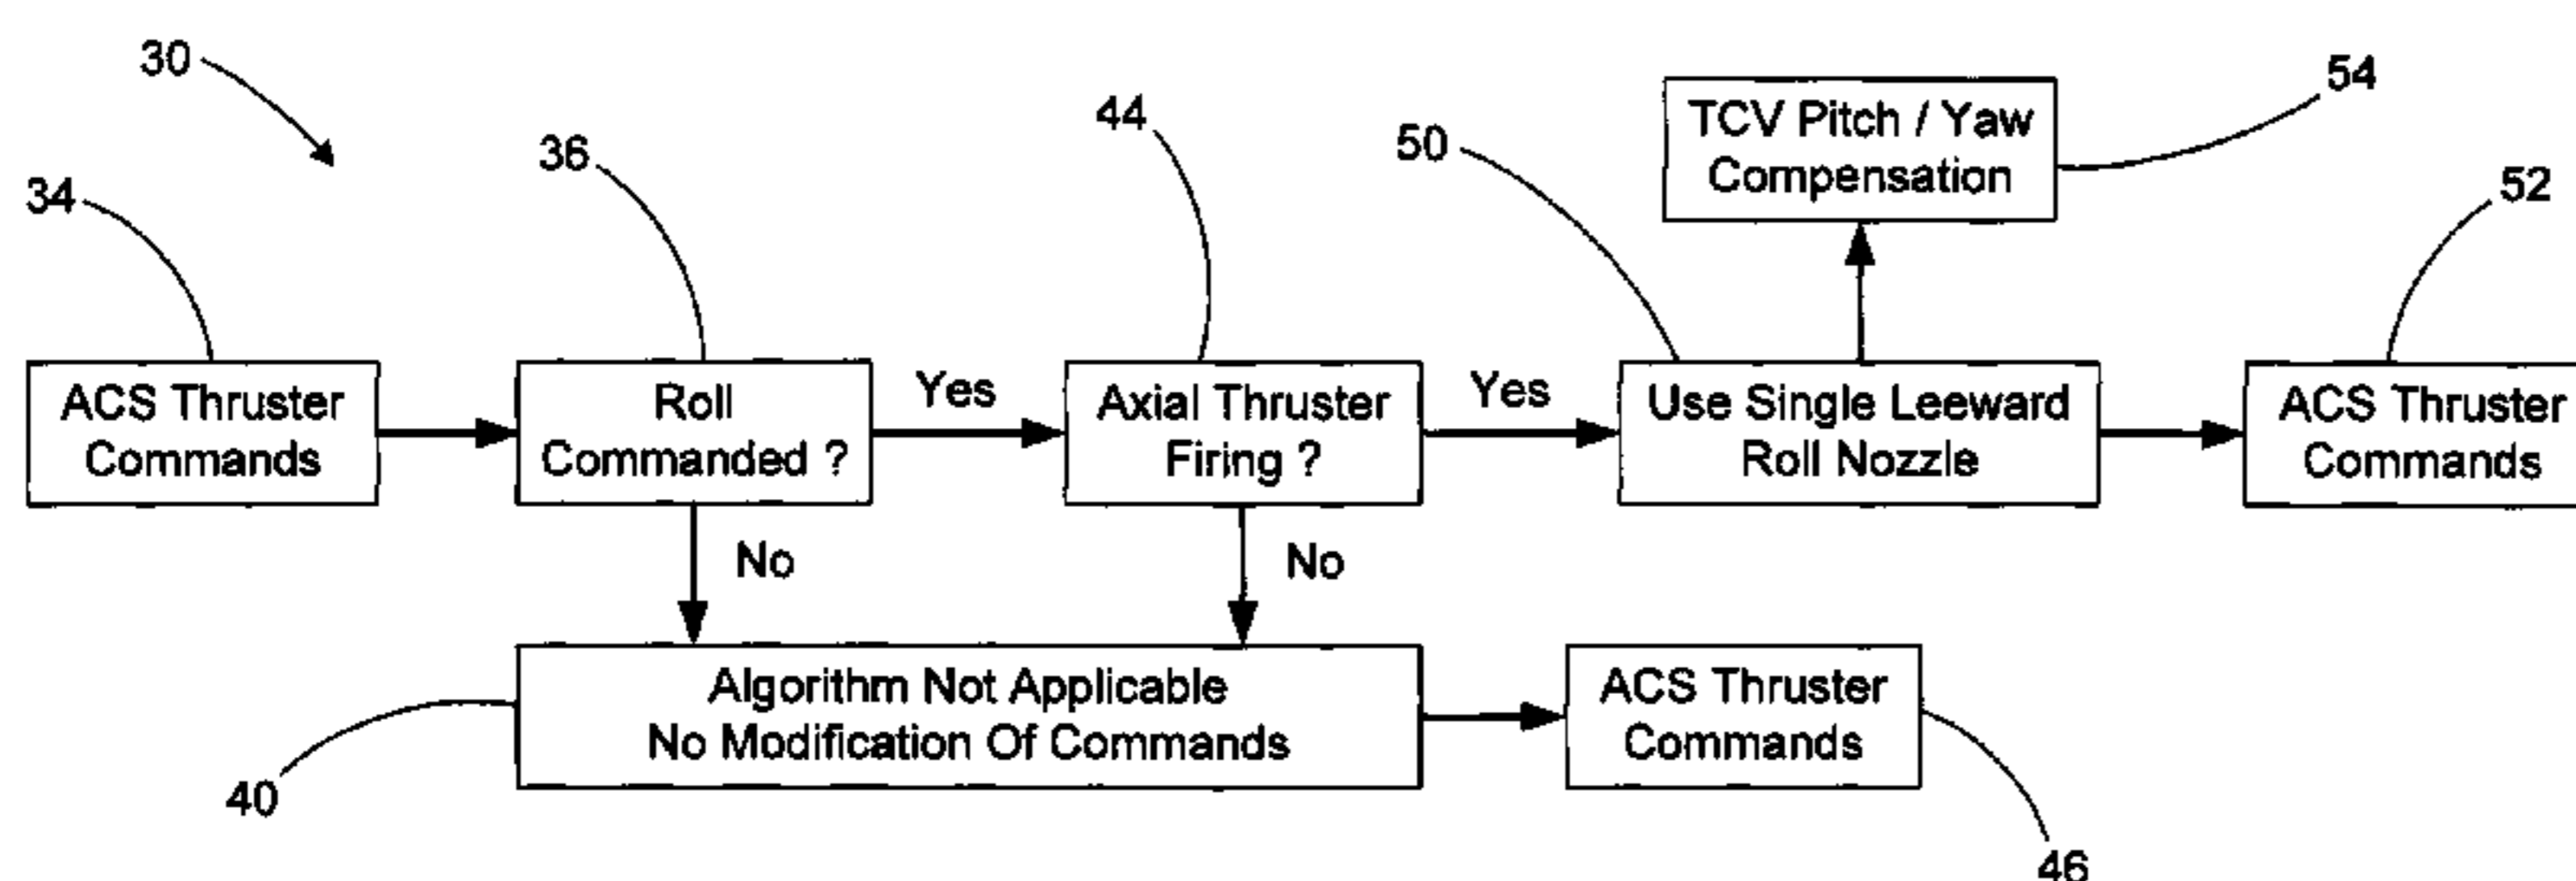 30
34
36
44
50
54
52
TCV Pitch / Yaw
Compensation
ACS Thruster
Commands
Roll
Commanded ?
Yes
Axial Thruster
Firing ?
Yes
Use Single Leeward
Roll Nozzle
ACS Thruster
Commands
No
No
Algorithm Not Applicable
No Modification Of Commands
ACS Thruster
Commands
40
46